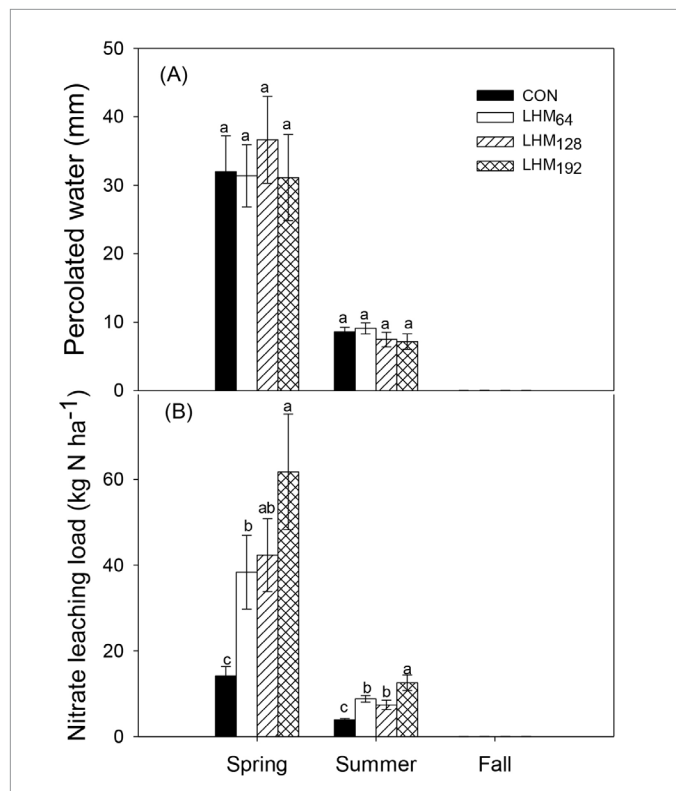 50
(A)
a
a
a
a
CON
LHM64
LHM128
LHM192
40
30
20
10
0
a
a
a
a
Percolated water (mm)
(B)
a
ab
b
c
60
40
20
0
a
b
b
c
Nitrate leaching load (kg N ha-1)
Spring
Summer
Fall